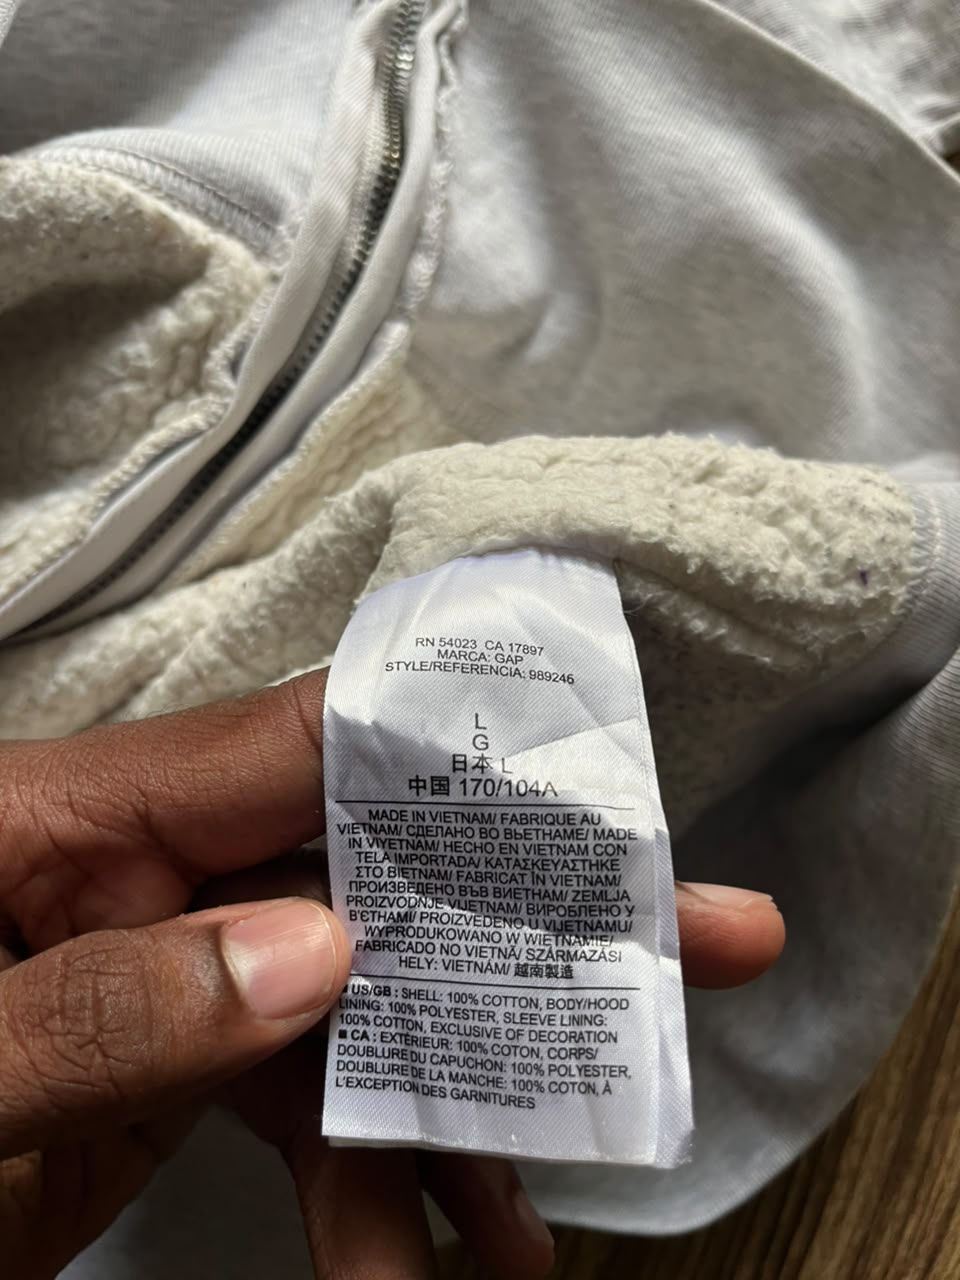 RN 54023 CA 17897
MARCA: GAP
STYLE/REFERENCIA: 989246
L
G
日本 L
中国 170/104A
MADE IN VIETNAM/ FABRIQUE AU
VIETNAM/ СДЕЛАНО ВО ВЬЕТНАМЕ/ MADE
IN VIYETNAM/ HECHO EN VIETNAM CON
TELA IMPORTADA/ ΚΑΤΑΣΚΕΥΑΣΤΗΚΕ
ΣΤΟ ΒΙΕΤΝΑΜ/ FABRICAT ÎN VIETNAM/
ПРОИЗВЕДЕНО ВЪВ ВИЕТНАМ/ ZEMLJA
PROIZVODNJE VIJETNAM/ ВИРОБЛЕНО У
В'ЄТНАМІ/ PROIZVEDENO U VIJETNAMU/
WYPRODUKOWANO W WIETNAMIE/
FABRICADO NO VIETNÃ/ SZÁRMAZÁSI
HELY: VIETNÁM/ 越南製造
■ US/GB : SHELL: 100% COTTON, BODY/HOOD
LINING: 100% POLYESTER, SLEEVE LINING:
100% COTTON, EXCLUSIVE OF DECORATION
■ CA : EXTÉRIEUR: 100% COTON, CORPS/
DOUBLURE DU CAPUCHON: 100% POLYESTER,
DOUBLURE DE LA MANCHE: 100% COTON, À
L'EXCEPTION DES GARNITURES